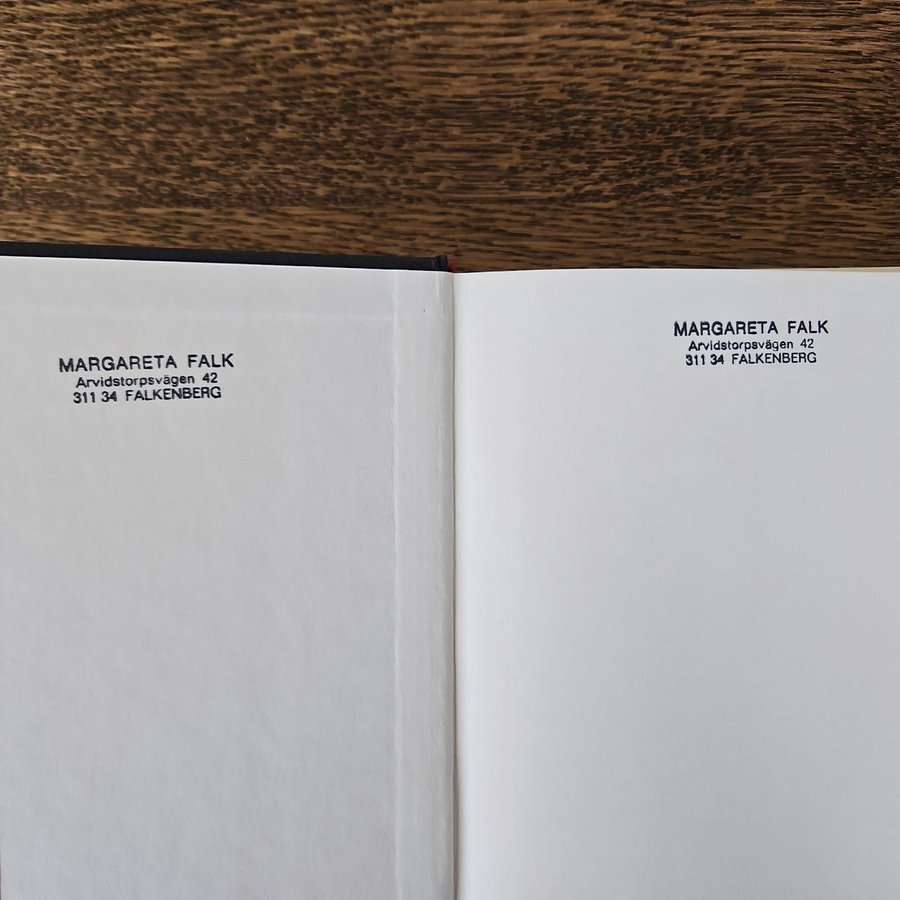 MARGARETA FALK
Arvidstorpsvägen 42
311 34 FALKENBERG
MARGARETA FALK
Arvidstorpsvägen 42
311 34 FALKENBERG